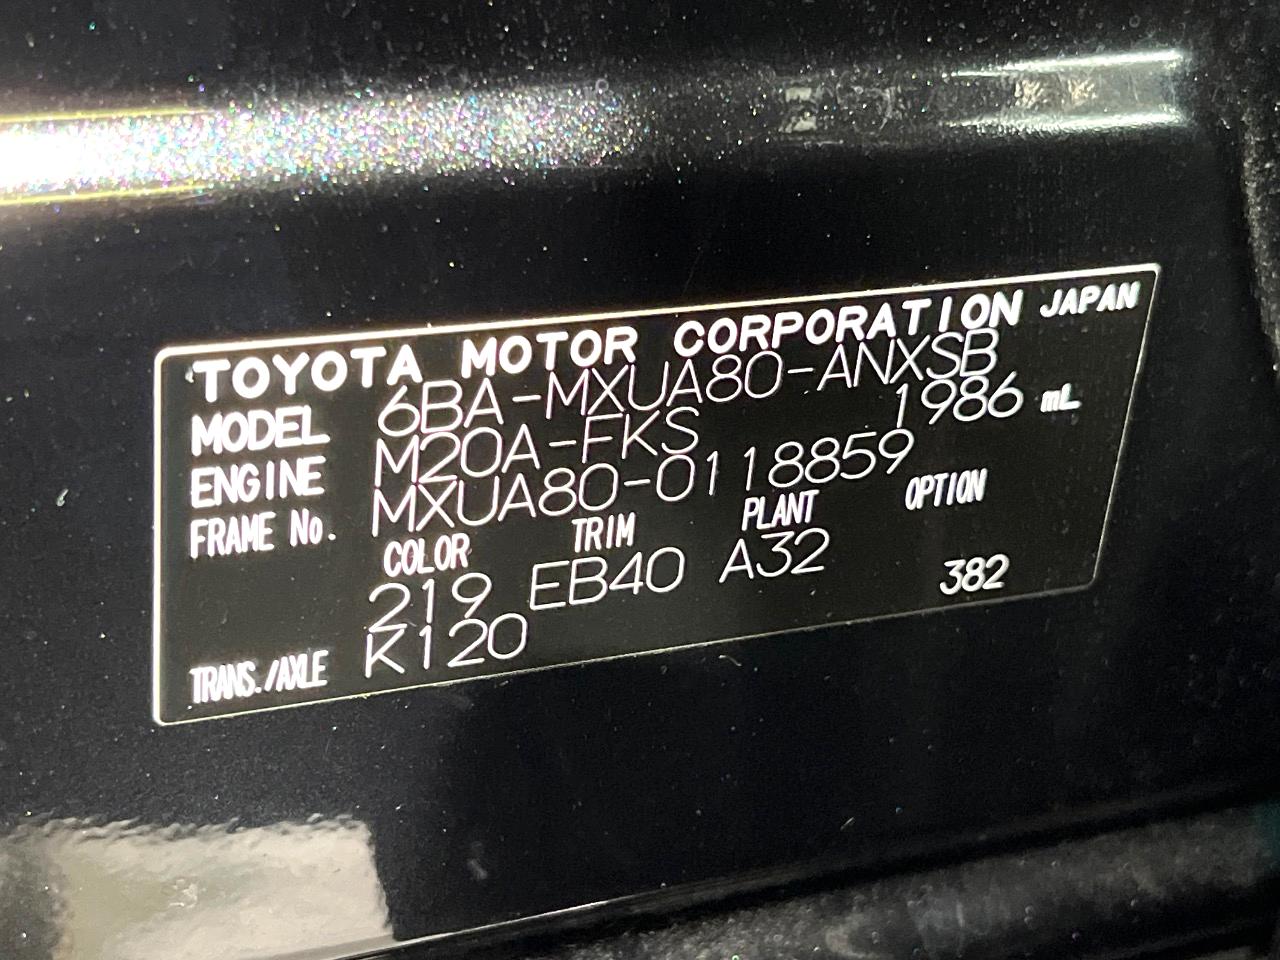 TOYOTA MOTOR CORPORATION JAPAN
MODEL 6BA-MXUA80-ANXSB
ENGINE M20A-FKS 1986 mL
FRAME No. MXUA80-0118859
COLOR TRIM PLANT OPTION
219 EB40 A32 382
TRANS./AXLE K120